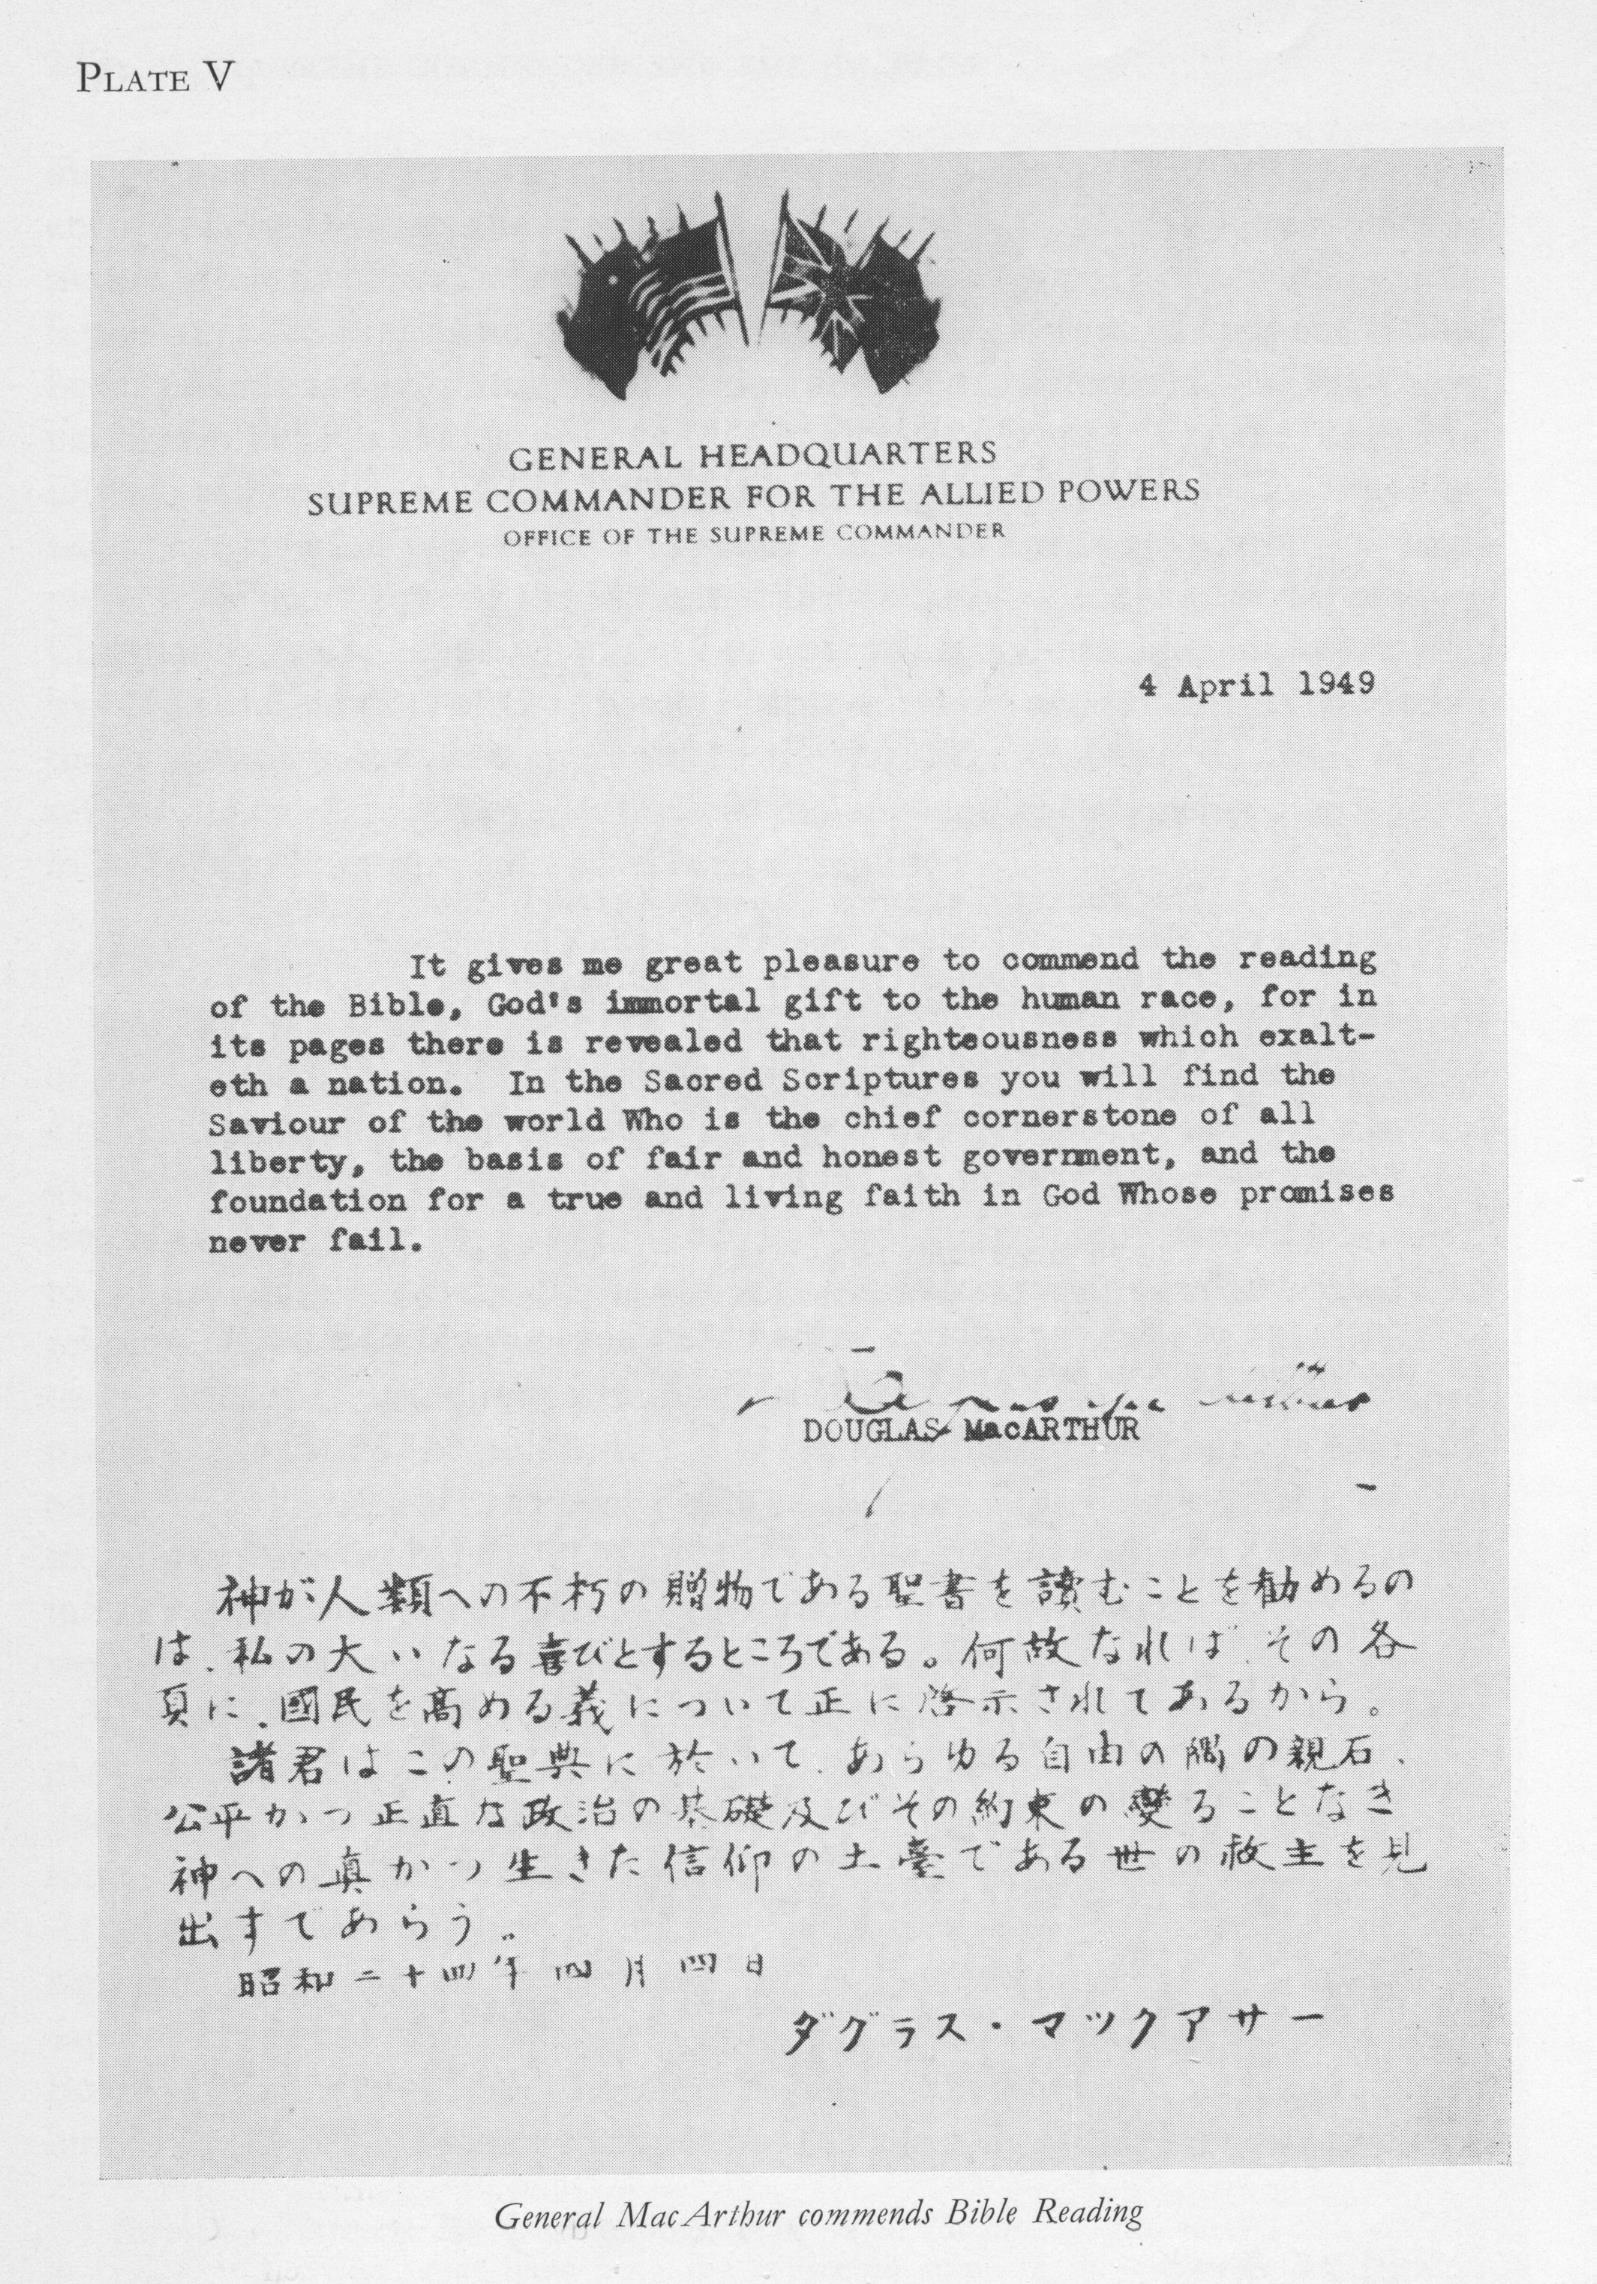 PLATE V
GENERAL HEADQUARTERS
SUPREME COMMANDER FOR THE ALLIED POWERS
OFFICE OF THE SUPREME COMMANDER
4 April 1949
It gives me great pleasure to commend the reading
of the Bible, God's immortal gift to the human race, for in
its pages there is revealed that righteousness which exalt-
eth a nation. In the Sacred Scriptures you will find the
Saviour of the world Who is the chief cornerstone of all
liberty, the basis of fair and honest government, and the
foundation for a true and living faith in God Whose promises
never fail.
DOUGLAS MacARTHUR
神が人類への不朽の贈物である聖書を讀むことを勧めるの
は、私の大いなる喜びとするところである。何故なれば、その各
頁に、國民を高める義について正に啓示されてあるから。
諸君はこの聖典に於いて、あらゆる自由の隅の親石、
公平かつ正直な政治の基礎及びその約束の變ることなき
神への真かつ生きた信仰の土臺である世の救主を見
出すであらう。
昭和二十四年四月四日
ダグラス・マックアサー
General MacArthur commends Bible Reading